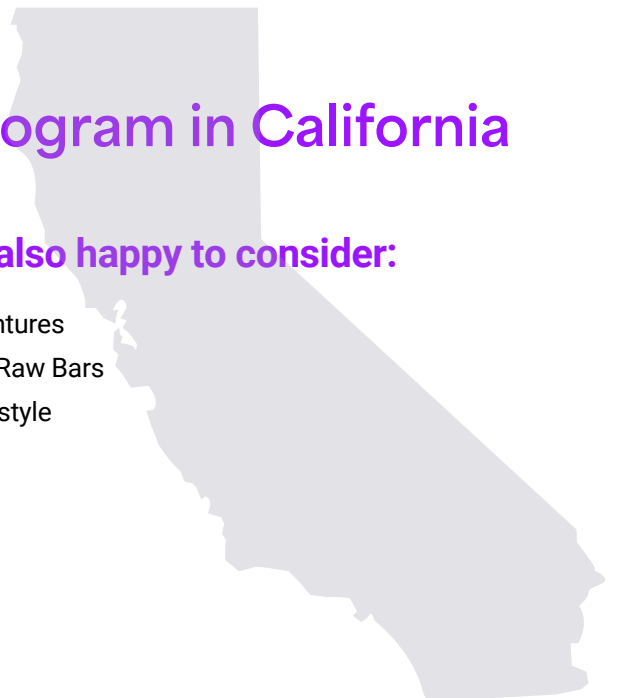 ogram in California
also happy to consider:
ntures
Raw Bars
style